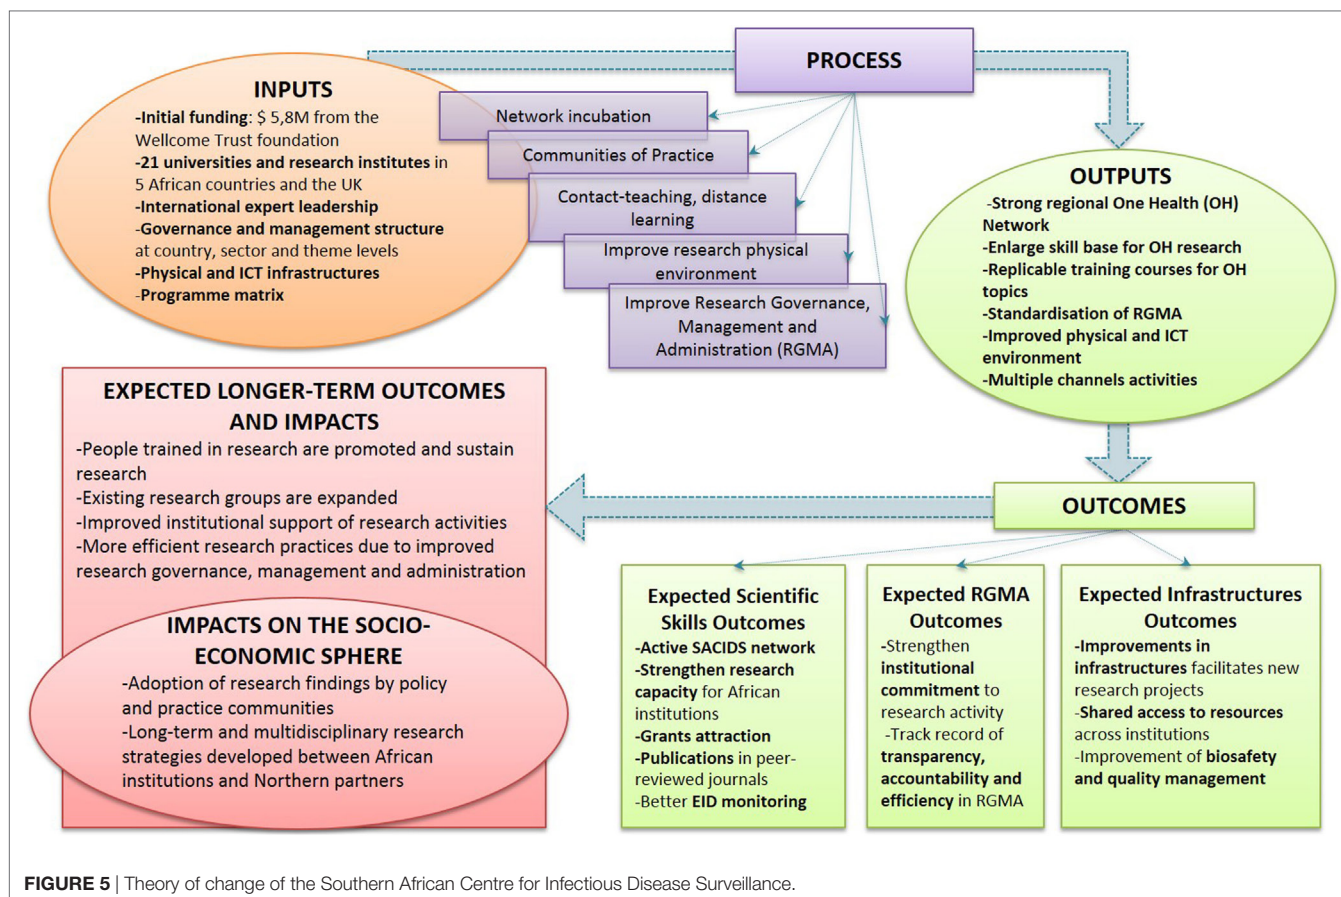 PROCESS
INPUTS
-Initial funding: $ 5,8M from the
Wellcome Trust foundation
-21 universities and research institutes in
5 African countries and the UK
-International expert leadership
-Governance and management structure
at country, sector and theme levels
-Physical and ICT infrastructures
-Programme matrix
Network incubation
Communities of Practice
Contact-teaching, distance
learning
Improve research physical
environment
Improve Research Governance,
Management and
Administration (RGMA)
OUTPUTS
-Strong regional One Health (OH)
Network
-Enlarge skill base for OH research
-Replicable training courses for OH
topics
-Standardisation of RGMA
-Improved physical and ICT
environment
-Multiple channels activities
OUTCOMES
Expected Scientific
Skills Outcomes
-Active SACIDS network
-Strengthen research
capacity for African
institutions
-Grants attraction
-Publications in peer-
reviewed journals
-Better EID monitoring
Expected RGMA
Outcomes
-Strengthen
institutional
commitment to
research activity
-Track record of
transparency,
accountability and
efficiency in RGMA
Expected Infrastructures
Outcomes
-Improvements in
infrastructures facilitates new
research projects
-Shared access to resources
across institutions
-Improvement of biosafety
and quality management
EXPECTED LONGER-TERM OUTCOMES
AND IMPACTS
-People trained in research are promoted and sustain
research
-Existing research groups are expanded
-Improved institutional support of research activities
-More efficient research practices due to improved
research governance, management and administration
IMPACTS ON THE SOCIO-
ECONOMIC SPHERE
-Adoption of research findings by policy
and practice communities
-Long-term and multidisciplinary research
strategies developed between African
institutions and Northern partners
FIGURE 5 | Theory of change of the Southern African Centre for Infectious Disease Surveillance.